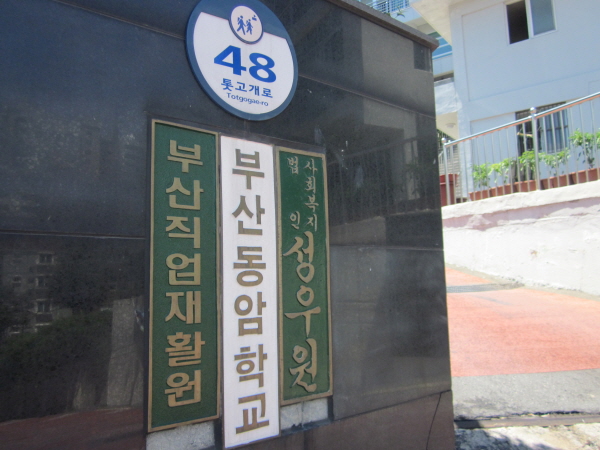 48
톳고개로
Totgogae-ro
부산직업재활원
부산동암학교
사회복지
법인
성우원